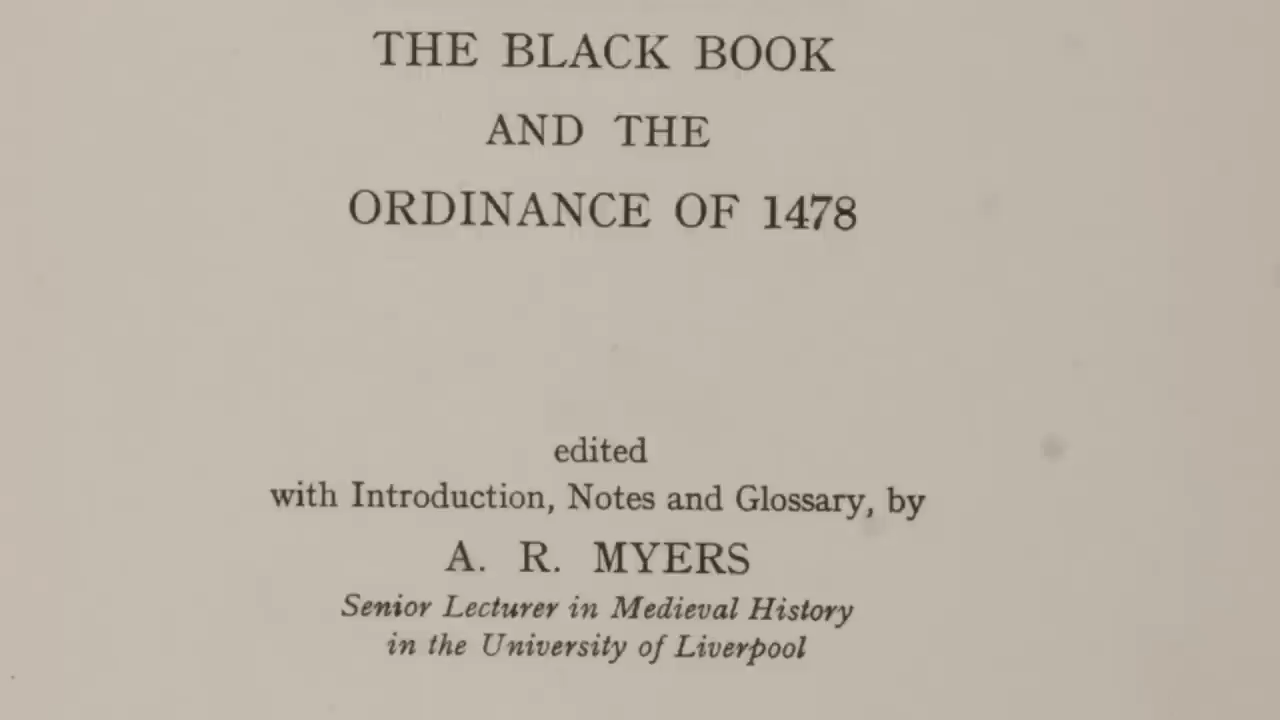 THE BLACK BOOK
AND THE
ORDINANCE OF 1478
edited
with Introduction, Notes and Glossary, by
A. R. MYERS
Senior Lecturer in Medieval History
in the University of Liverpool